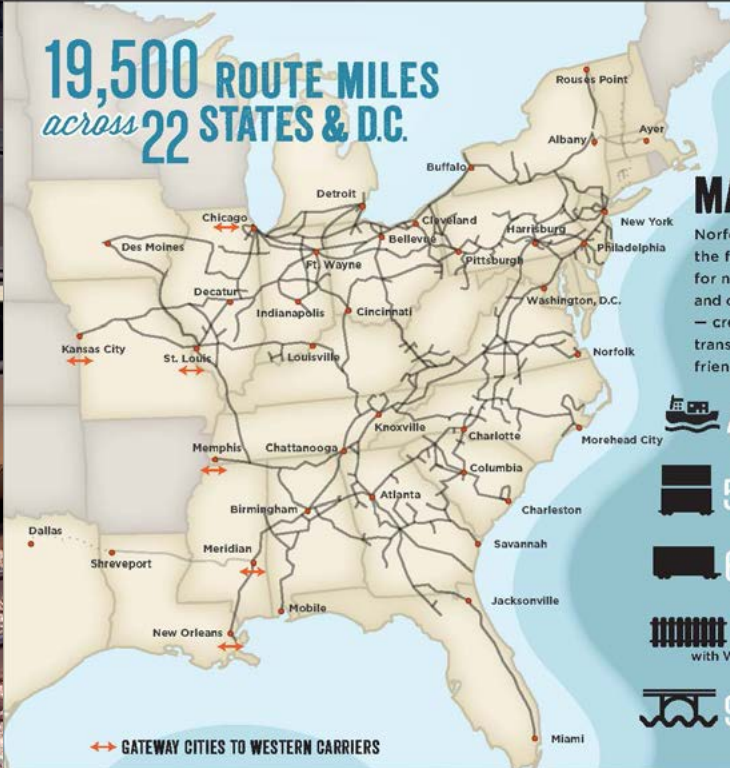 19,500 ROUTE MILES
across 22 STATES & D.C.
Rouses Point
Albany
Ayer
Buffalo
Detroit
Chicago
Cleveland
New York
Des Moines
Bellevue
Harrisburg
Philadelphia
Ft. Wayne
Pittsburgh
Decatur
Indianapolis
Cincinnati
Washington, D.C.
Kansas City
St. Louis
Louisville
Norfolk
Knoxville
Charlotte
Morehead City
Memphis
Chattanooga
Columbia
Birmingham
Atlanta
Charleston
Dallas
Shreveport
Meridian
Savannah
Mobile
Jacksonville
New Orleans
Miami
GATEWAY CITIES TO WESTERN CARRIERS
MA
Norfo
the f
for n
and c
– cre
trans
frien
with W